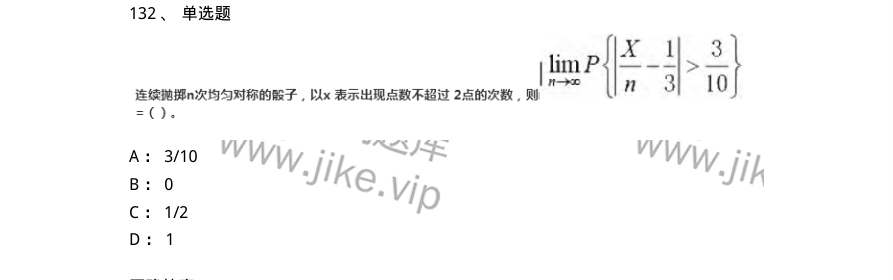 132 、 单选题
连续抛掷n次均匀对称的骰子，以x 表示出现点数不超过 2点的次数，则 lim n→∞ P{|X/n − 1/3| > 3/10}
=( )。
www.jike.vip
www.jik
A： 3/10
B： 0
C： 1/2
D： 1